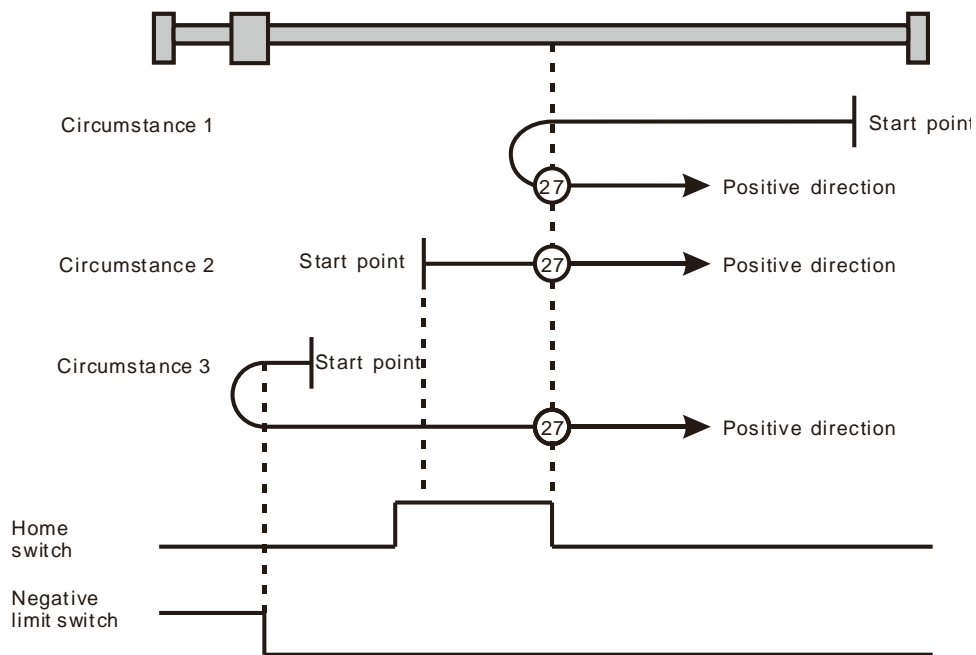 Circumstance 1
Start point
27
Positive direction
Circumstance 2
Start point
27
Positive direction
Circumstance 3
Start point
27
Positive direction
Home
switch
Negative
limit switch